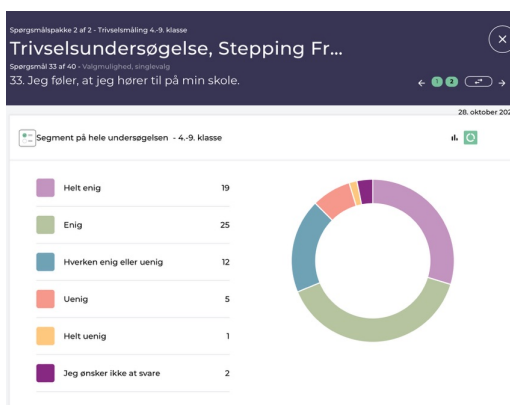 Spørgsmålspakke 2 af 2 - Trivselsmåling 4.-9. klasse
Trivselsundersøgelse, Stepping Fr...
Spørgsmål 33 af 40 - Valgmulighed, singlevalg
33. Jeg føler, at jeg hører til på min skole.
1 2
28. oktober 202
Segment på hele undersøgelsen - 4.-9. klasse
Helt enig 19
Enig 25
Hverken enig eller uenig 12
Uenig 5
Helt uenig 1
Jeg ønsker ikke at svare 2